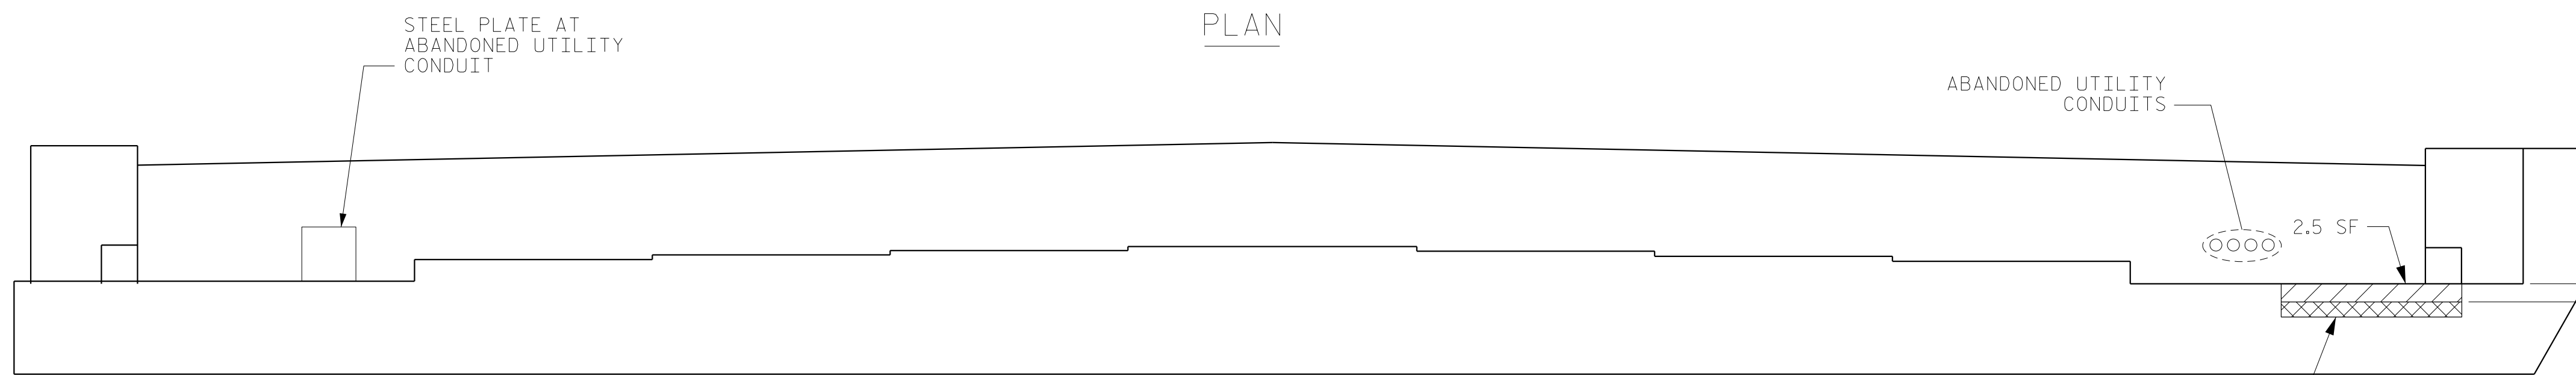 STEEL PLATE AT
ABANDONED UTILITY
CONDUIT
PLAN
ABANDONED UTILITY
CONDUITS
2.5 SF